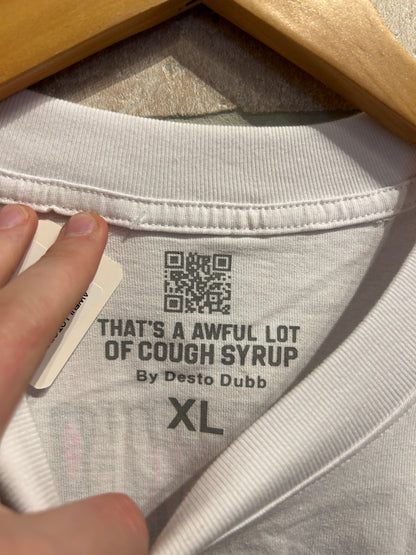 THAT'S A AWFUL LOT
OF COUGH SYRUP
By Desto Dubb
XL